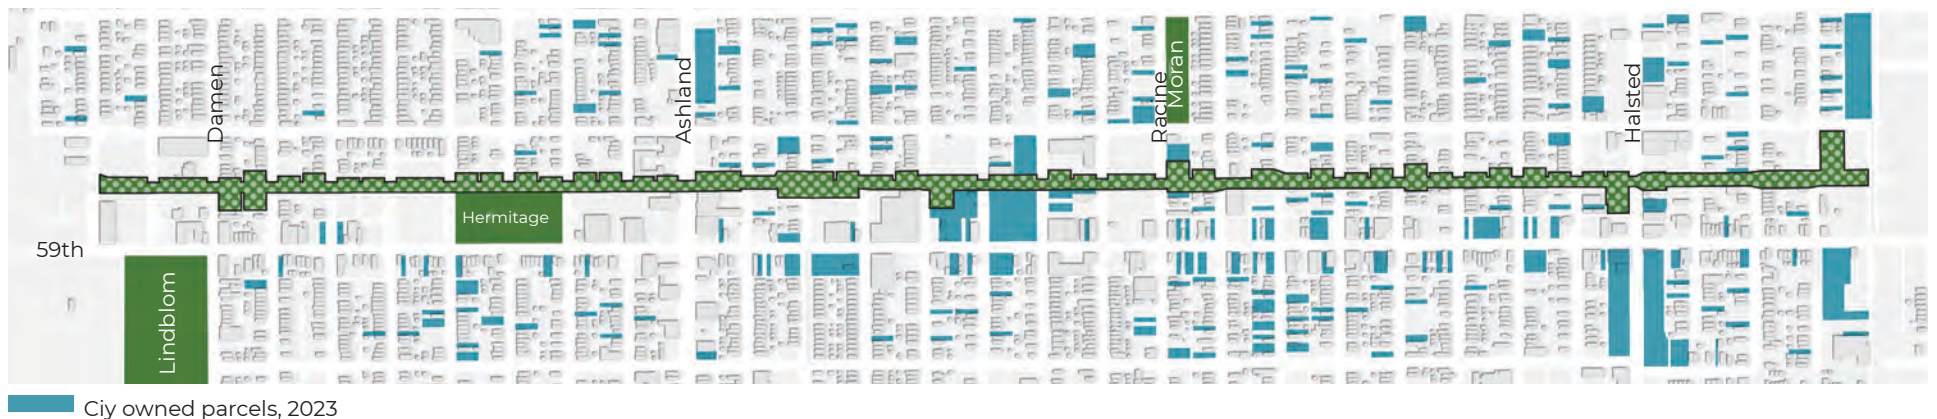 Damen
Ashland
Racine
Moran
Halsted
Hermitage
59th
Lindblom
Ciy owned parcels, 2023